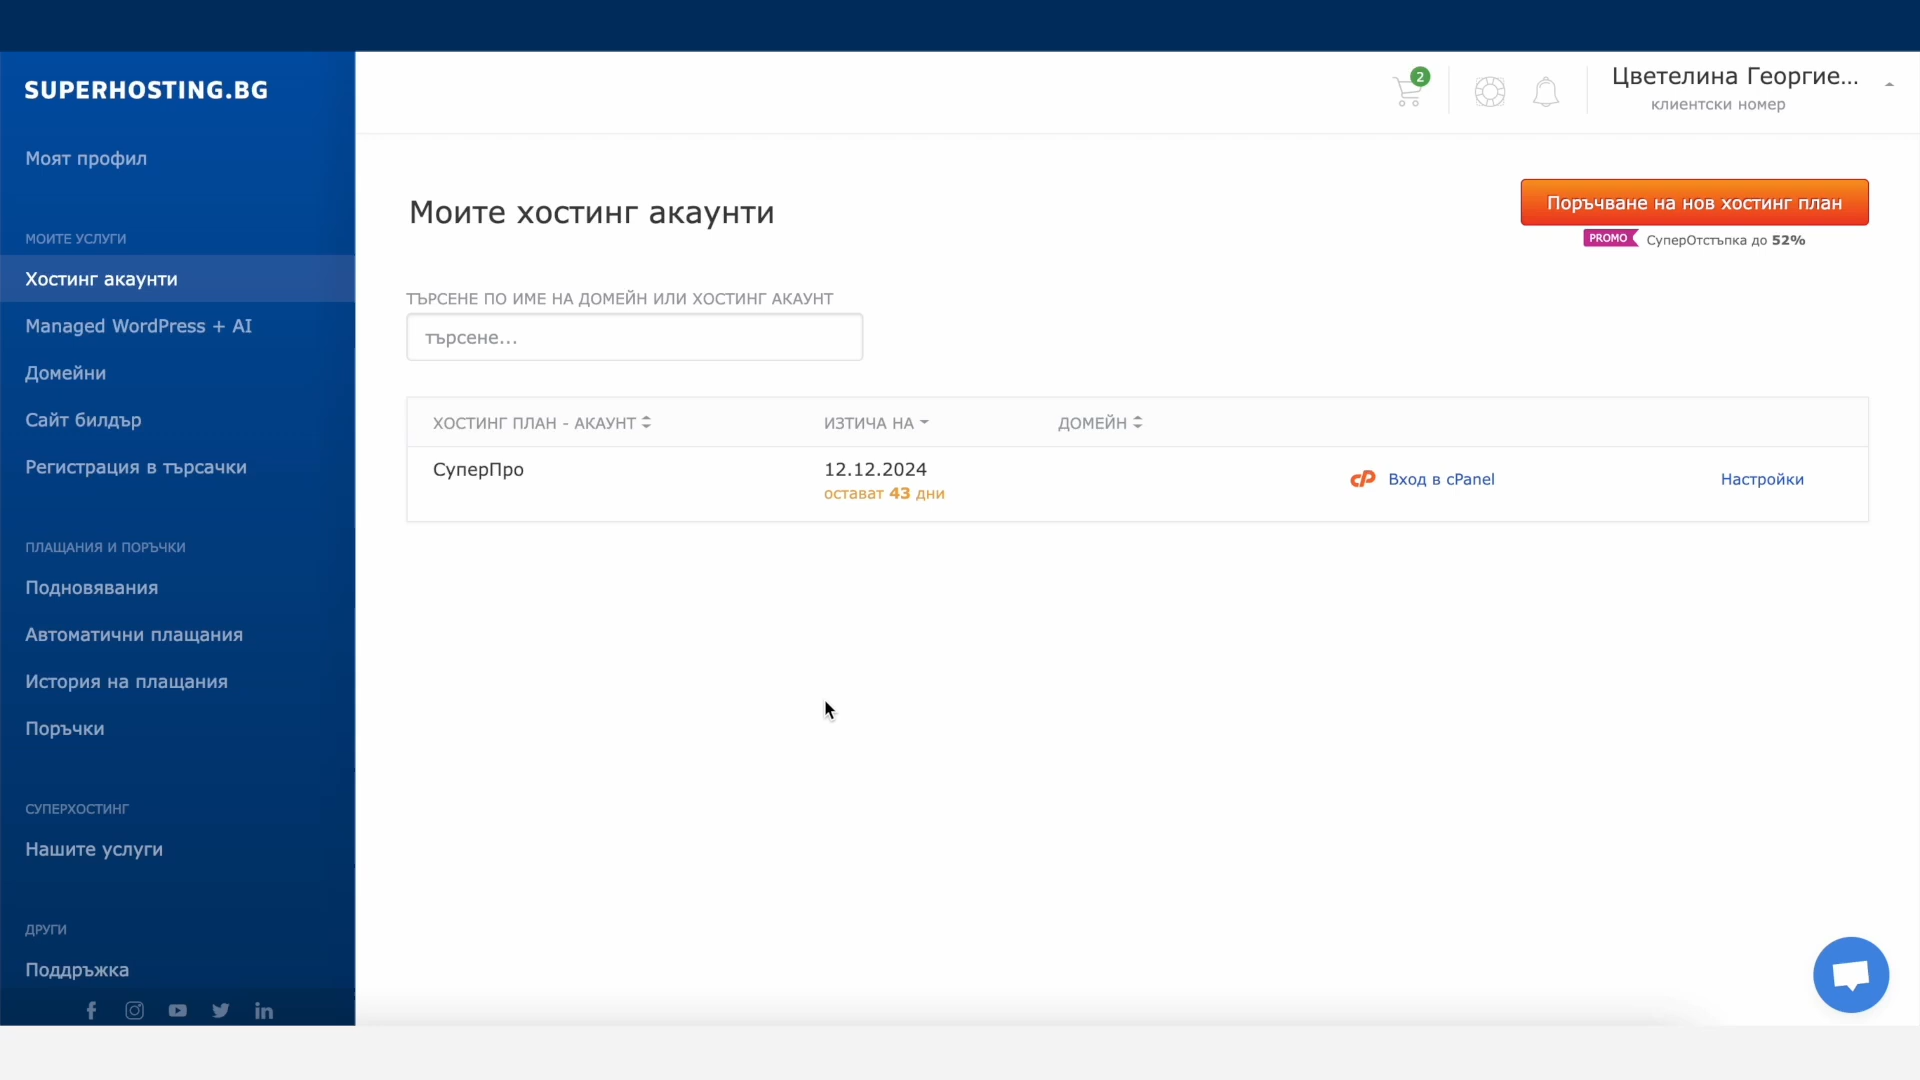 SUPERHOSTING.BG
Моят профил
МОИТЕ УСЛУГИ
Хостинг акаунти
Managed WordPress + AI
Домейни
Сайт билдър
Регистрация в търсачки
ПЛАЩАНИЯ И ПОРЪЧКИ
Подновявания
Автоматични плащания
История на плащания
Поръчки
СУПЕРХОСТИНГ
Нашите услуги
ДРУГИ
Поддръжка
2
Цветелина Георгие...
клиентски номер
Моите хостинг акаунти
Поръчване на нов хостинг план
PROMO СуперОтстъпка до 52%
ТЪРСЕНЕ ПО ИМЕ НА ДОМЕЙН ИЛИ ХОСТИНГ АКАУНТ
търсене...
ХОСТИНГ ПЛАН - АКАУНТ ИЗТИЧА НА ДОМЕЙН
СуперПро 12.12.2024 Вход в cPanel Настройки
остават 43 дни